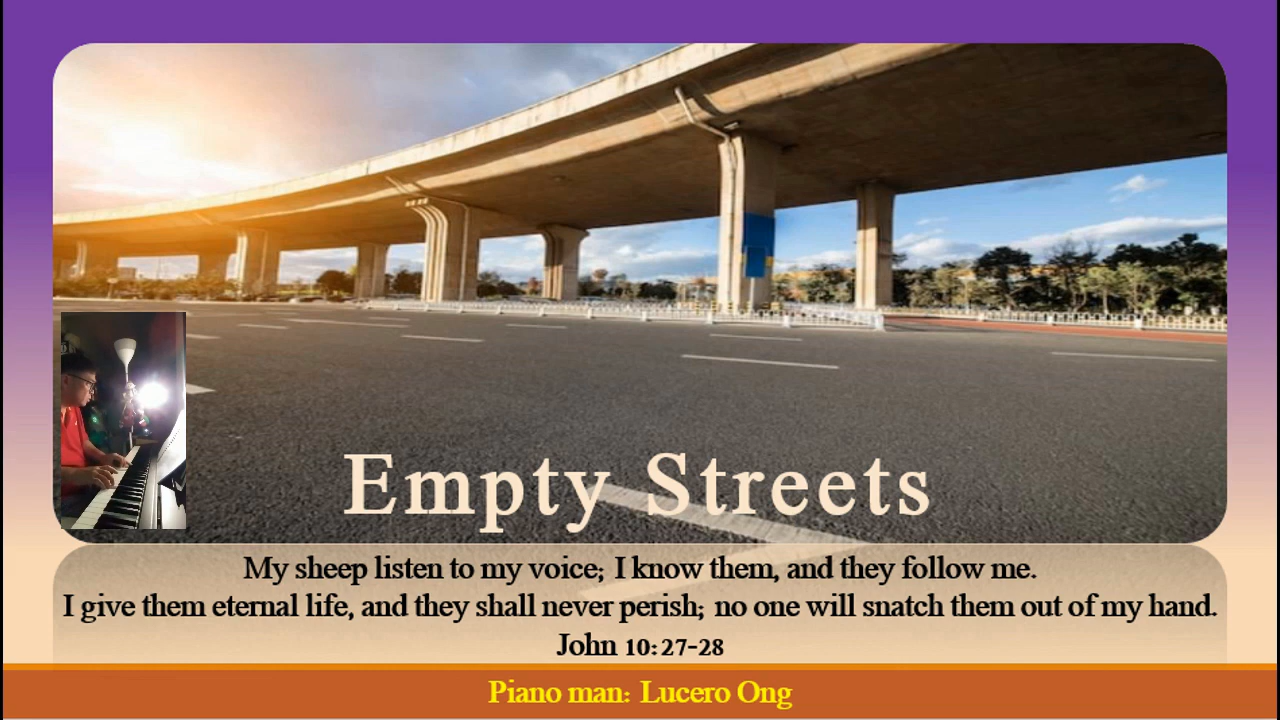 Empty Streets
My sheep listen to my voice; I know them, and they follow me.
I give them eternal life, and they shall never perish; no one will snatch them out of my hand.
John 10:27-28
Piano man: Lucero Ong